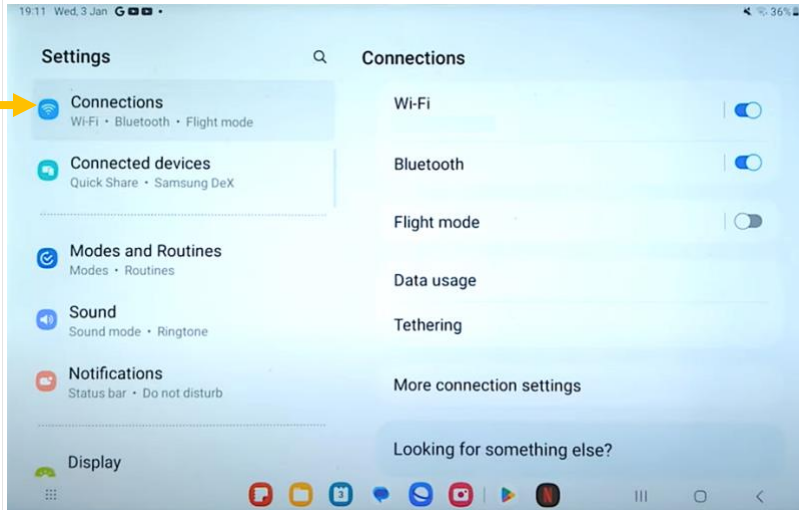 19:11 Wed, 3 Jan G
36%
Settings
Connections
Connections
Wi-Fi • Bluetooth • Flight mode
Connected devices
Quick Share • Samsung DeX
Modes and Routines
Modes • Routines
Sound
Sound mode • Ringtone
Notifications
Status bar • Do not disturb
Display
Connections
Wi-Fi
Bluetooth
Flight mode
Data usage
Tethering
More connection settings
Looking for something else?
3
N